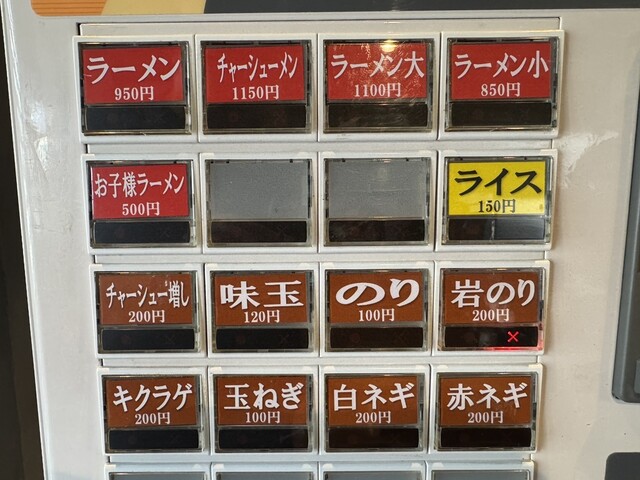 ラーメン
950円
チャーシューメン
1150円
ラーメン大
1100円
ラーメン小
850円
お子様ラーメン
500円
ライス
150円
チャーシュー増し
200円
味玉
120円
のり
100円
岩のり
200円
×
キクラゲ
200円
玉ねぎ
100円
白ネギ
200円
赤ネギ
200円